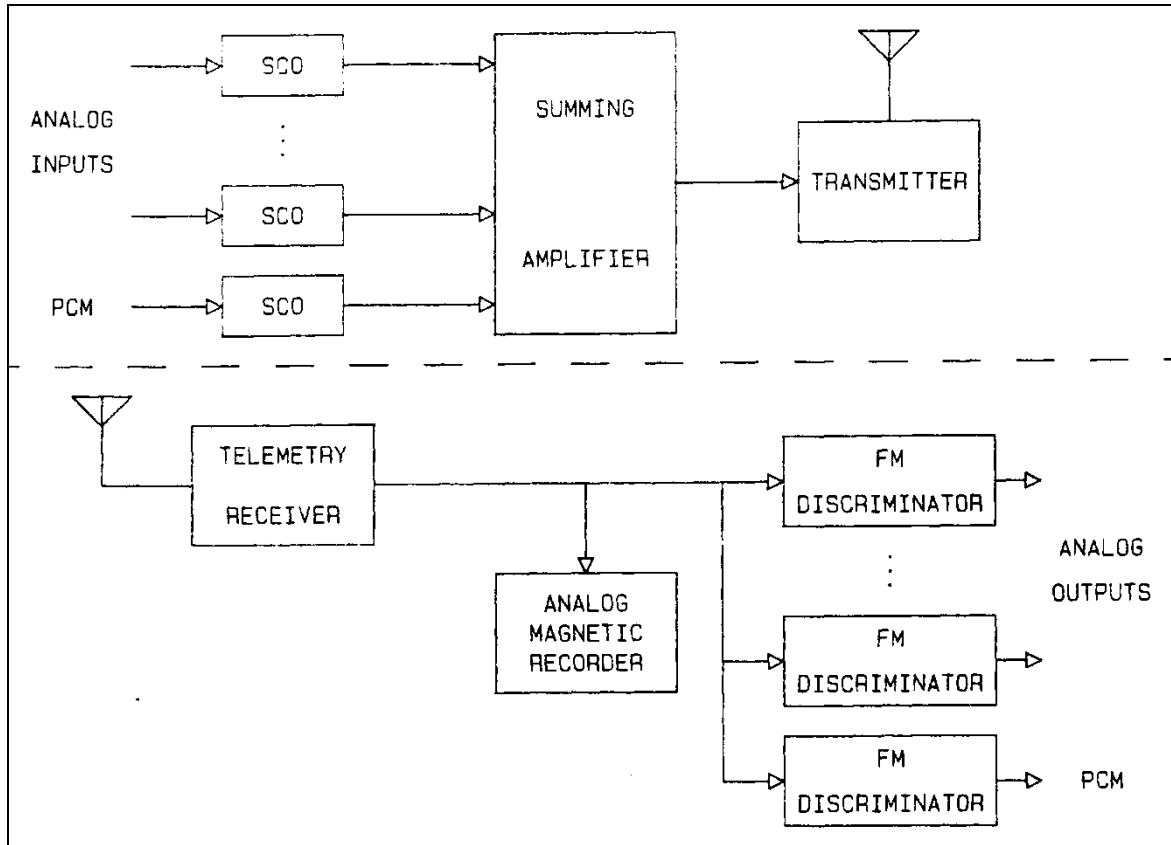 SCO
ANALOG
INPUTS
SCO
PCM
SCO
SUMMING
AMPLIFIER
TRANSMITTER
TELEMETRY
RECEIVER
ANALOG
MAGNETIC
RECORDER
FM
DISCRIMINATOR
FM
DISCRIMINATOR
FM
DISCRIMINATOR
ANALOG
OUTPUTS
PCM